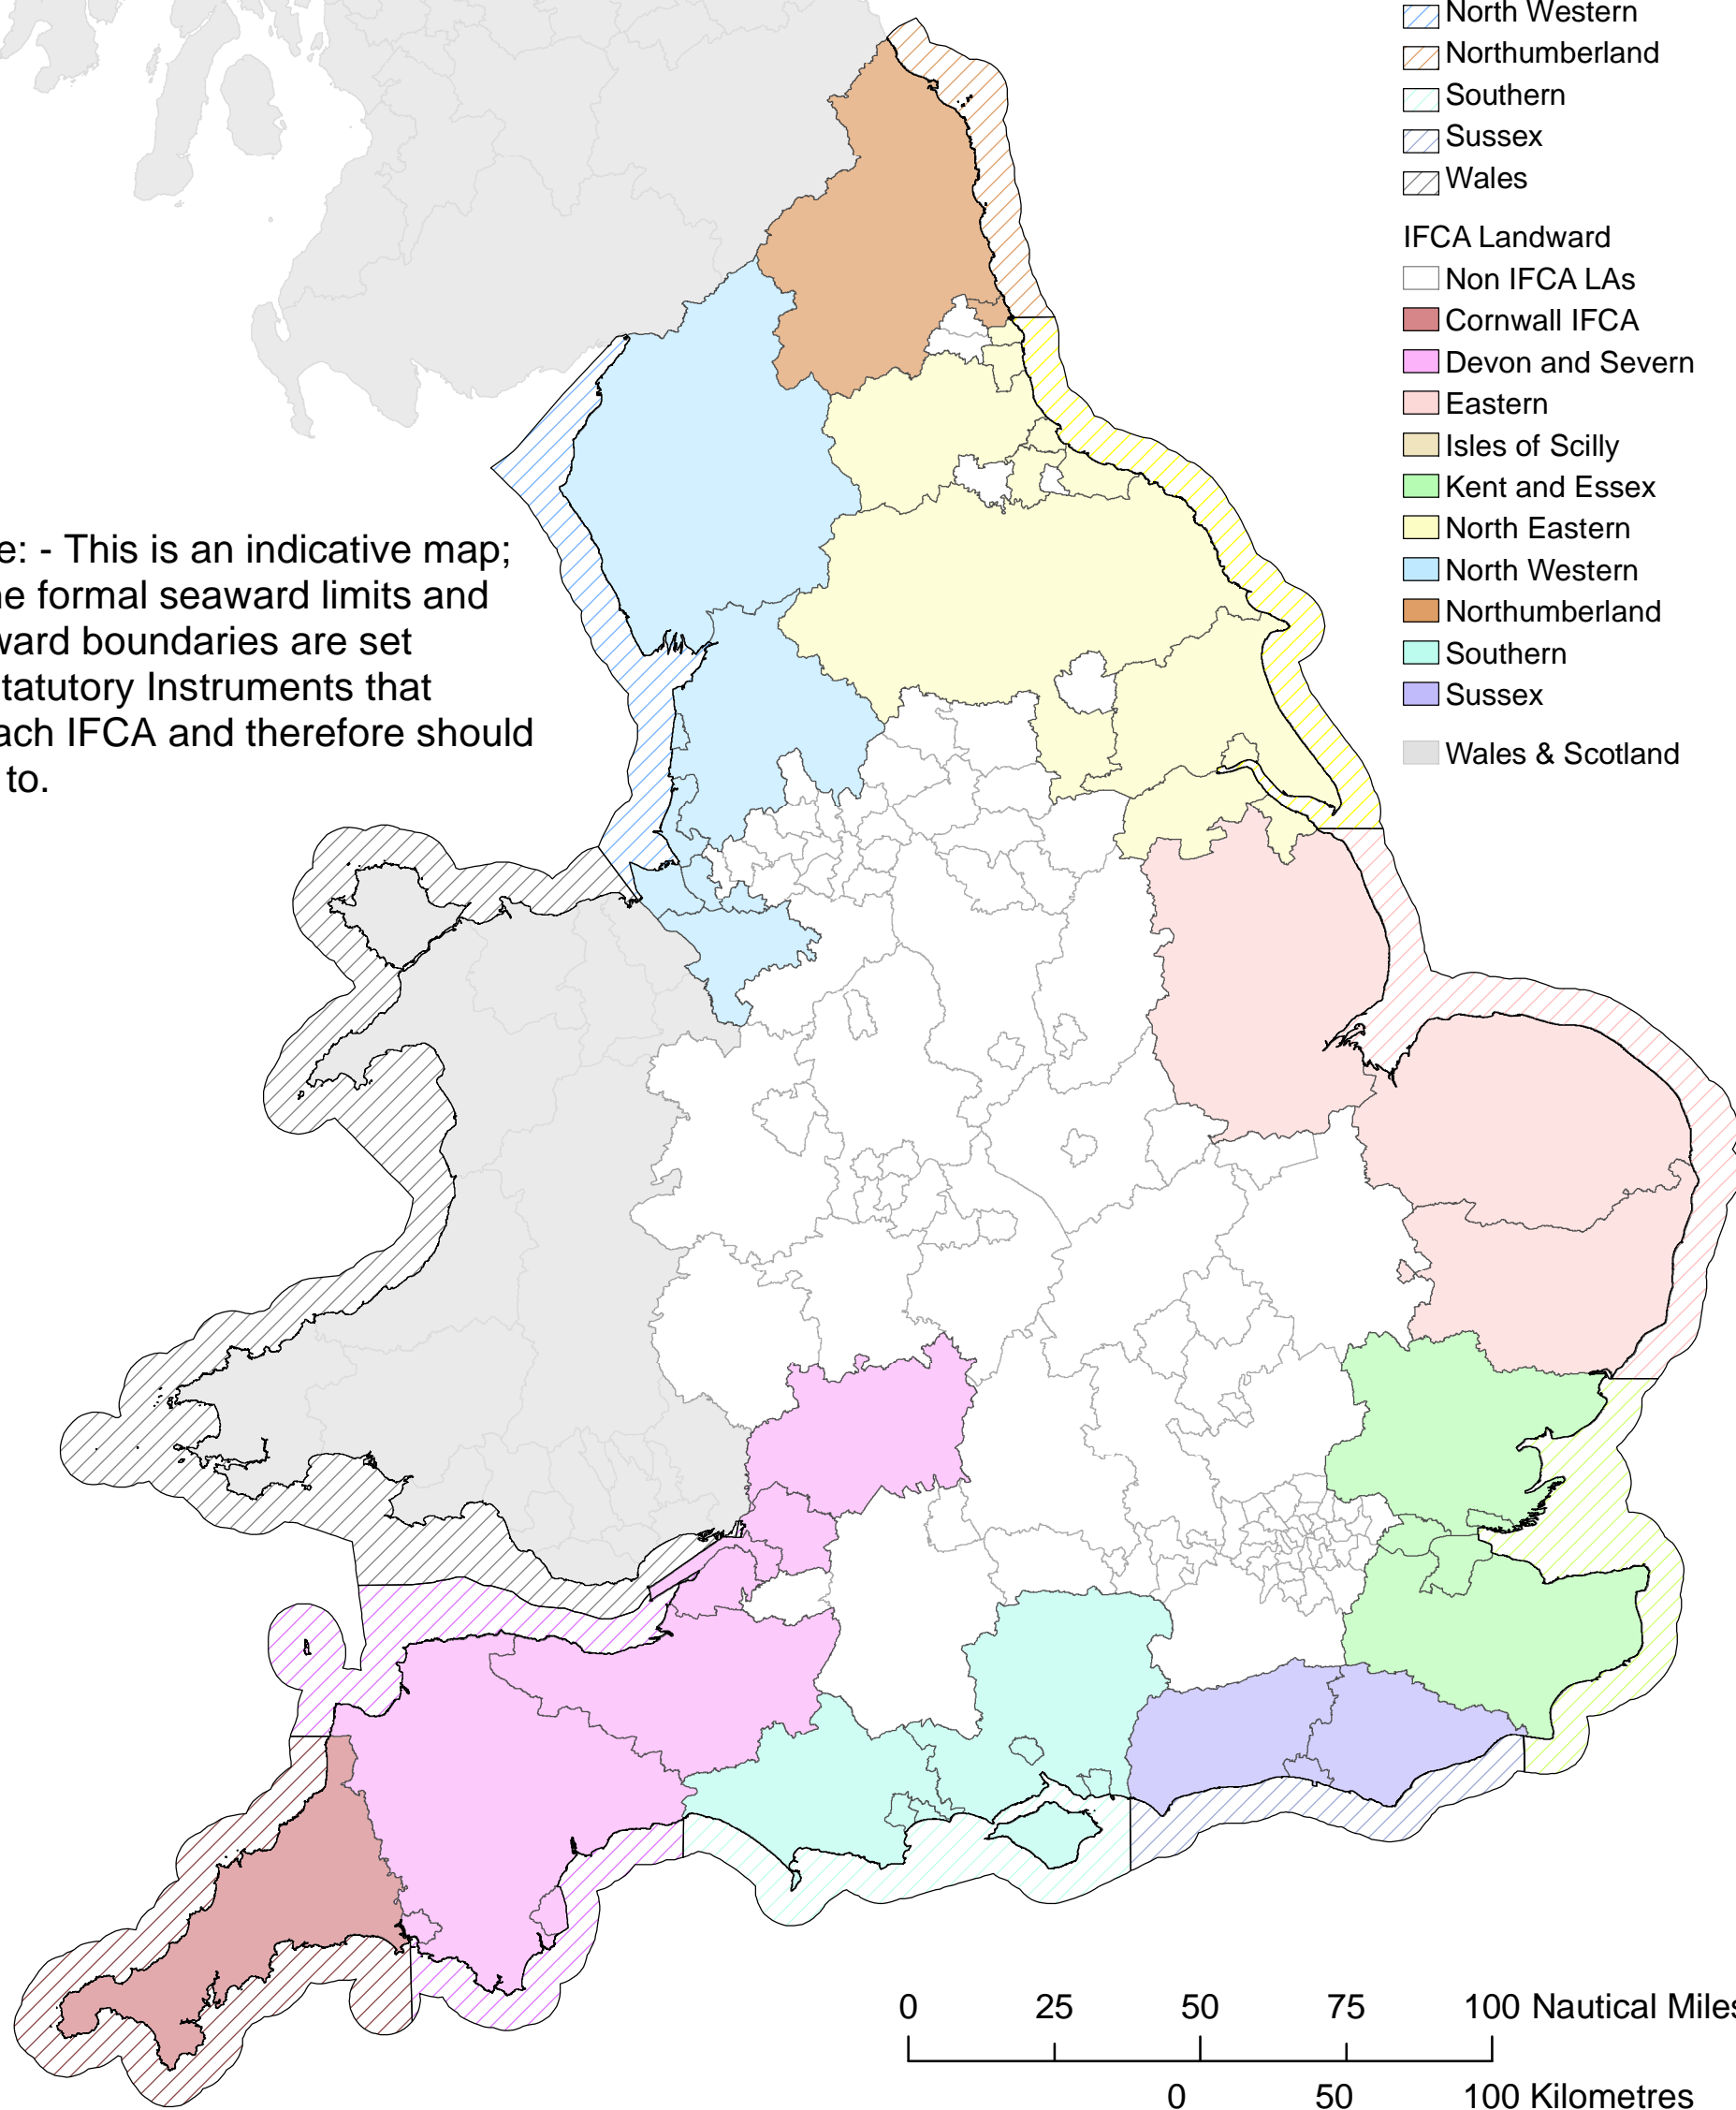 North Western
Northumberland
Southern
Sussex
Wales
IFCA Landward
Non IFCA LAs
Cornwall IFCA
Devon and Severn
Eastern
Isles of Scilly
Kent and Essex
North Eastern
North Western
Northumberland
Southern
Sussex
Wales & Scotland
e: - This is an indicative map;
ne formal seaward limits and
ward boundaries are set
tatutory Instruments that
ach IFCA and therefore should
to.
0 25 50 75 100 Nautical Miles
0 50 100 Kilometres